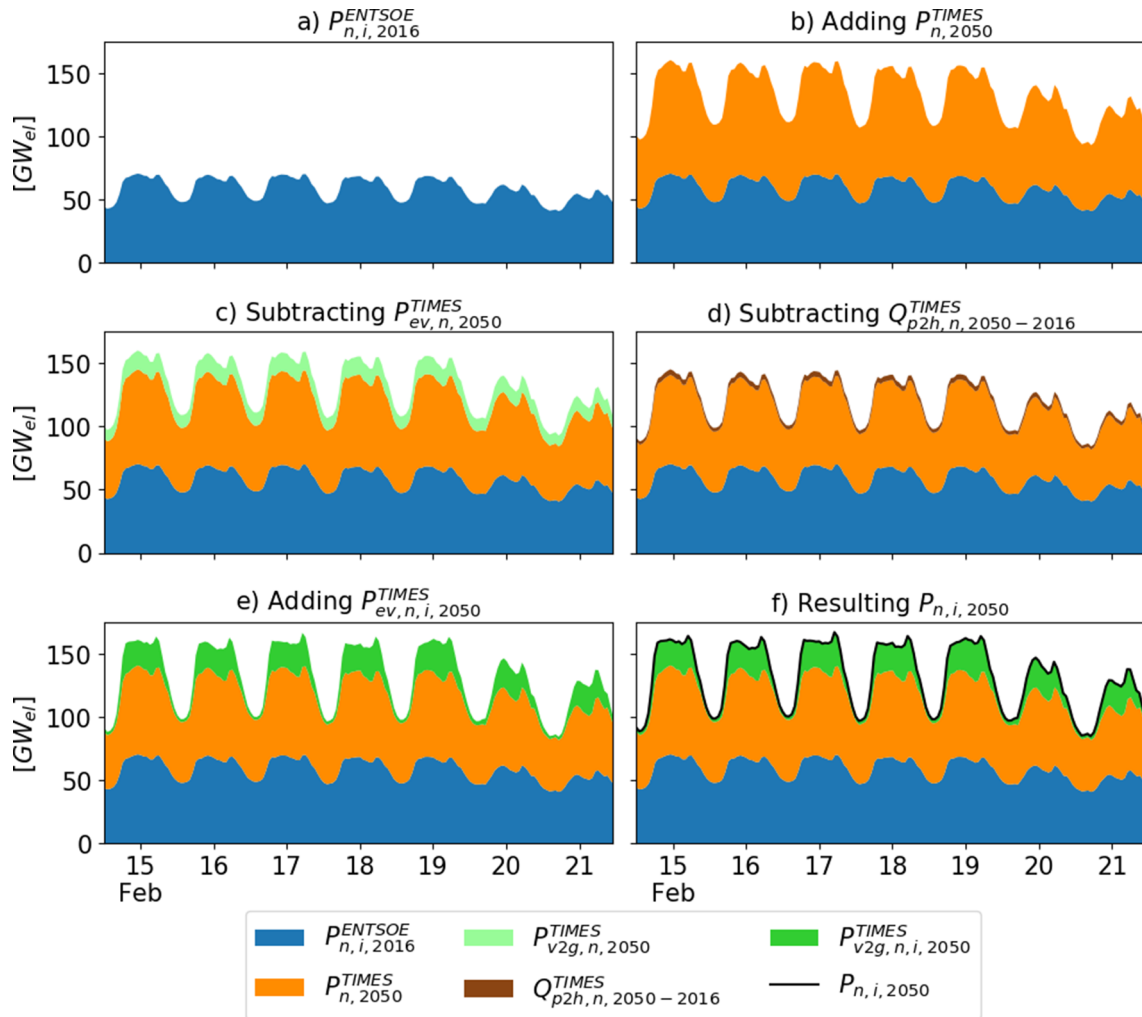 a) P^{ENTSOE}_{n, i, 2016}
b) Adding P^{TIMES}_{n, 2050}
[GW_{el}]
150
100
50
0
c) Subtracting P^{TIMES}_{ev, n, 2050}
d) Subtracting Q^{TIMES}_{p2h, n, 2050 − 2016}
[GW_{el}]
150
100
50
0
e) Adding P^{TIMES}_{ev, n, i, 2050}
f) Resulting P_{n, i, 2050}
[GW_{el}]
150
100
50
0
15 16 17 18 19 20 21
Feb
15 16 17 18 19 20 21
Feb
P^{ENTSOE}_{n, i, 2016}
P^{TIMES}_{v2g, n, 2050}
P^{TIMES}_{v2g, n, i, 2050}
P^{TIMES}_{n, 2050}
Q^{TIMES}_{p2h, n, 2050 − 2016}
P_{n, i, 2050}